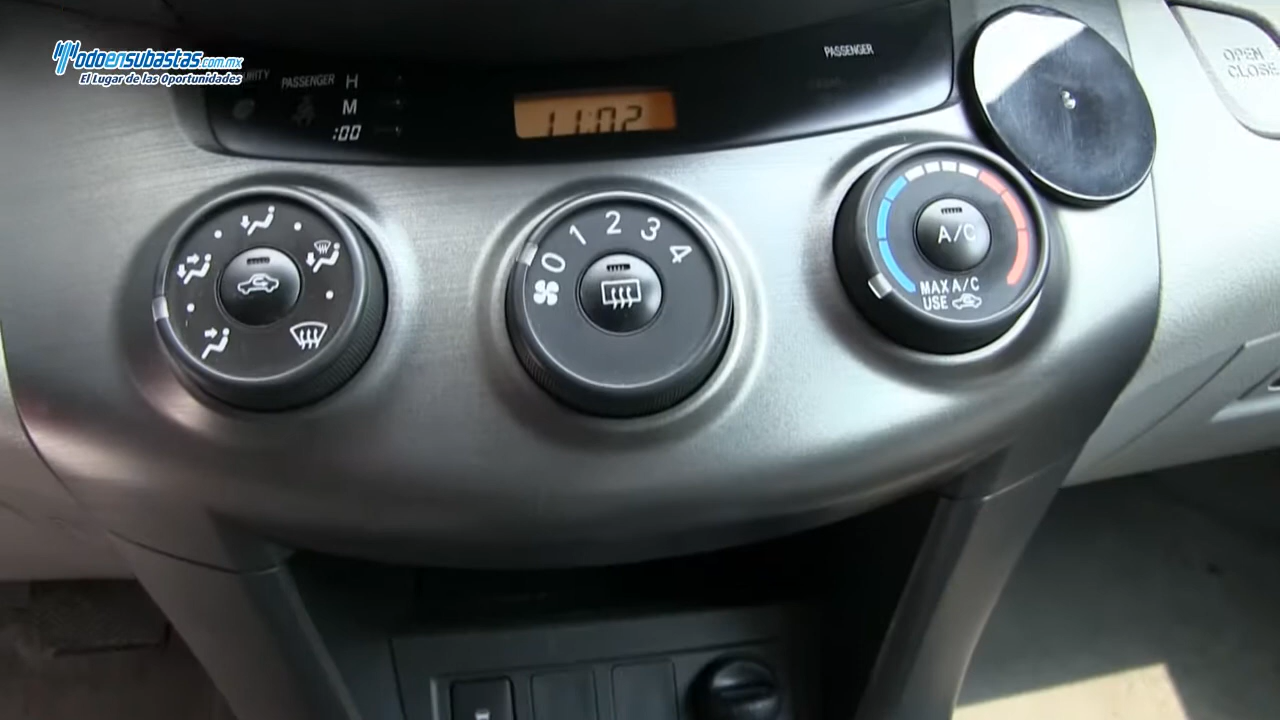 Todoensubastas.com.mx
El Lugar de las Oportunidades
PASSENGER
H
PASSENGER
M
:00
11:02
OPEN
CLOSE
0 1 2 3 4
A/C
MAX A/C
USE